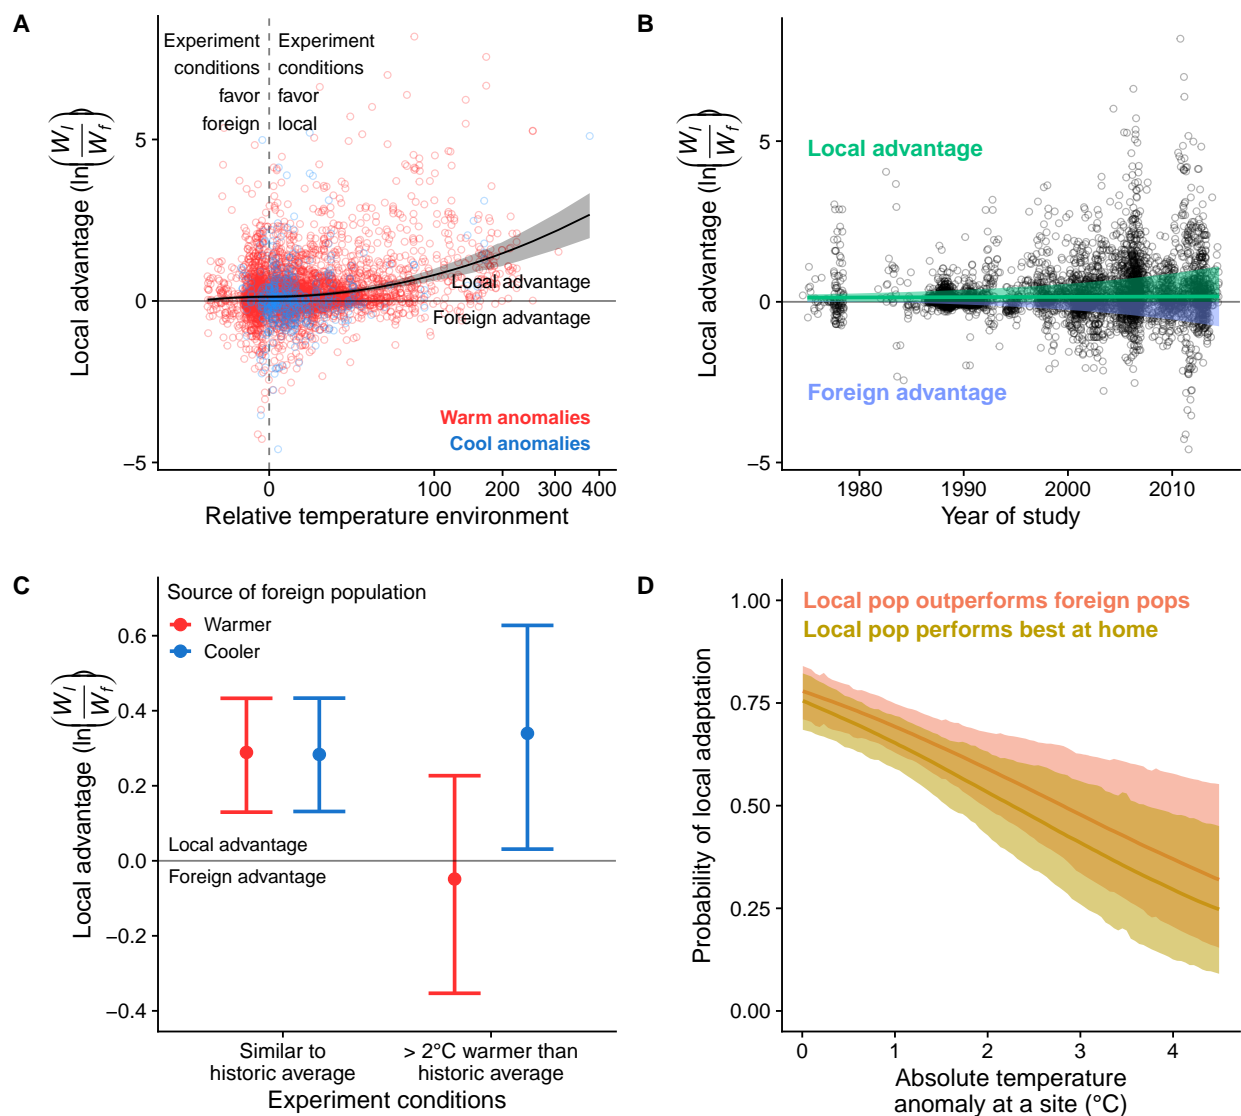 A
Experiment
conditions
favor
foreign
Experiment
conditions
favor
local
Local advantage (ln(W_l/W_f))
5
0
−5
Local advantage
Foreign advantage
Warm anomalies
Cool anomalies
0
100
200
300
400
Relative temperature environment
B
Local advantage (ln(W_l/W_f))
5
0
−5
Local advantage
Foreign advantage
1980
1990
2000
2010
Year of study
C
Source of foreign population
Warmer
Cooler
Local advantage (ln(W_l/W_f))
0.6
0.4
0.2
0.0
−0.2
−0.4
Local advantage
Foreign advantage
Similar to
historic average
> 2°C warmer than
historic average
Experiment conditions
D
Local pop outperforms foreign pops
Local pop performs best at home
Probability of local adaptation
1.00
0.75
0.50
0.25
0.00
0
1
2
3
4
Absolute temperature
anomaly at a site (°C)